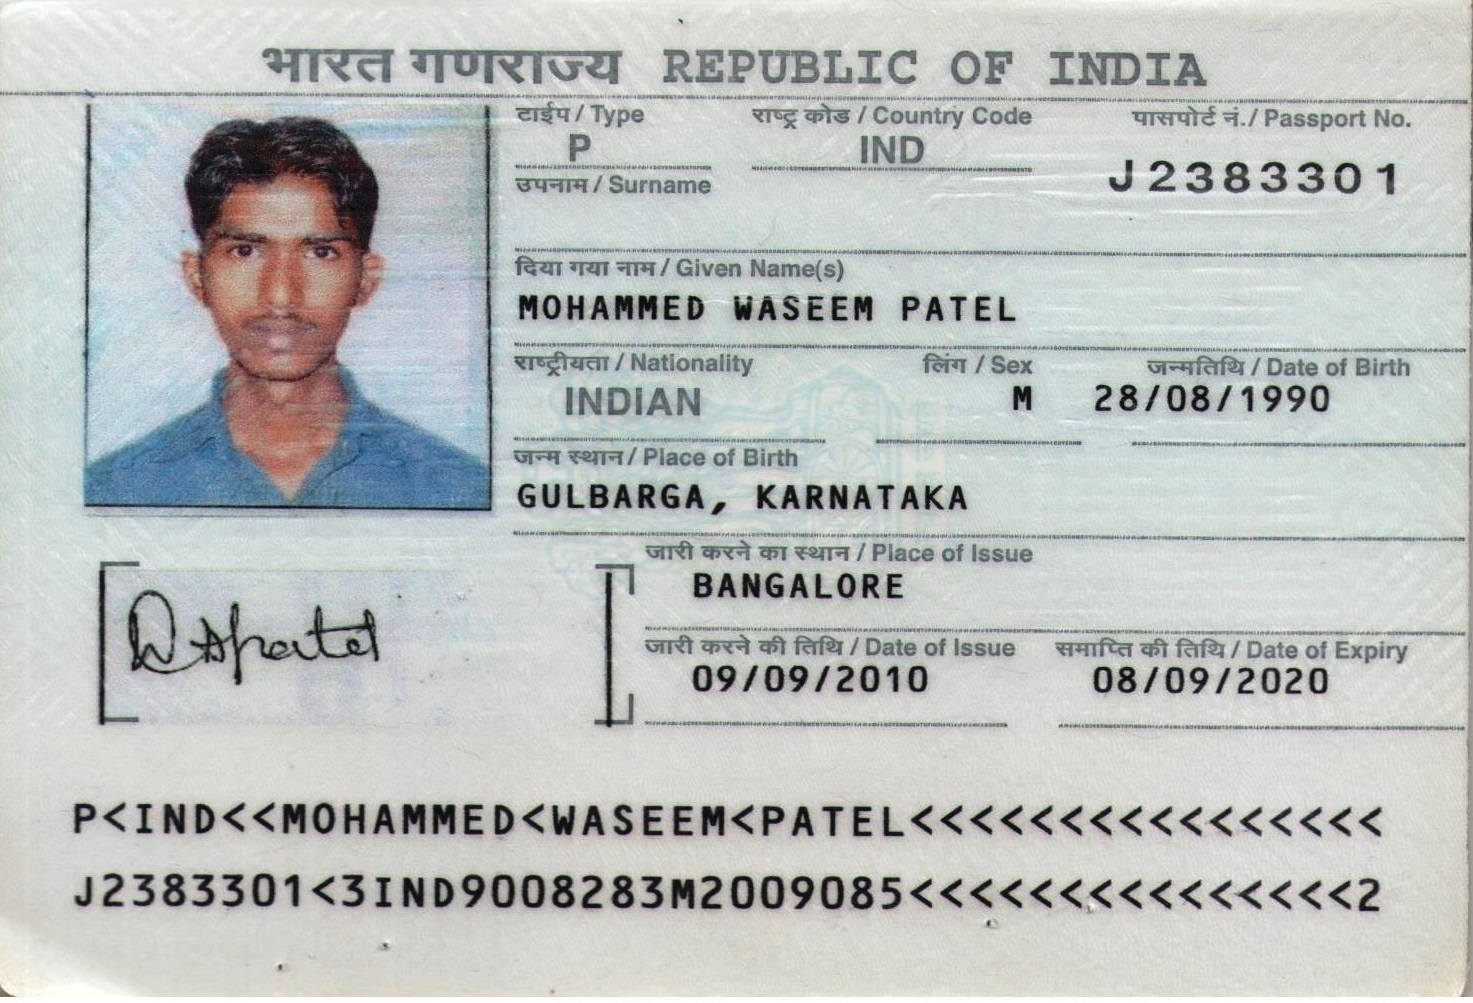 भारत गणराज्य REPUBLIC OF INDIA
टाईप / Type राष्ट्र कोड / Country Code पासपोर्ट नं. / Passport No.
P IND J2383301
उपनाम / Surname
दिया गया नाम / Given Name(s)
MOHAMMED WASEEM PATEL
राष्ट्रीयता / Nationality लिंग / Sex जन्मतिथि / Date of Birth
INDIAN M 28/08/1990
जन्म स्थान / Place of Birth
GULBARGA, KARNATAKA
जारी करने का स्थान / Place of Issue
BANGALORE
जारी करने की तिथि / Date of Issue समाप्ति की तिथि / Date of Expiry
09/09/2010 08/09/2020
P<IND<<MOHAMMED<WASEEM<PATEL<<<<<<<<<<<<<<<<
J2383301<3IND9008283M2009085<<<<<<<<<<<<<<<2